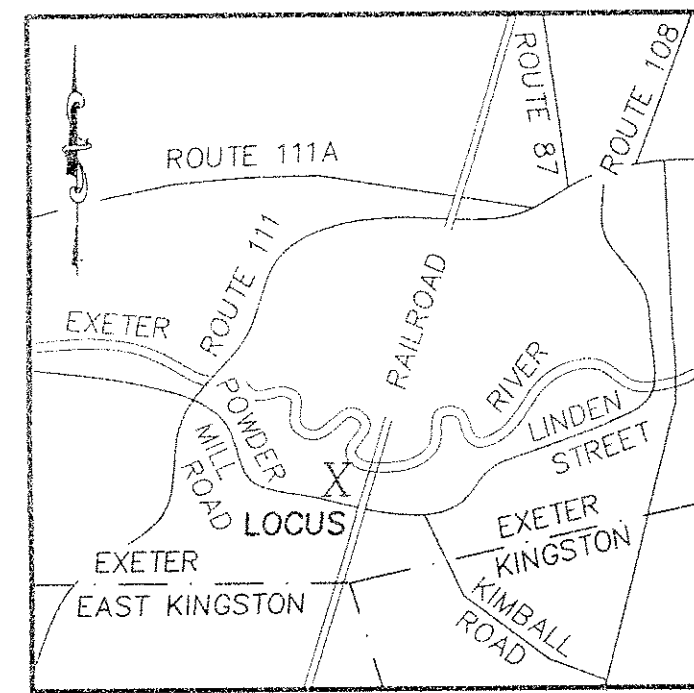 ROUTE 108
ROUTE 87
ROUTE 111A
ROUTE 111
RAILROAD
EXETER
RIVER
POWDER
MILL
ROAD
LINDEN
STREET
X
LOCUS
EXETER
KINGSTON
EXETER
EAST KINGSTON
KIMBALL
ROAD